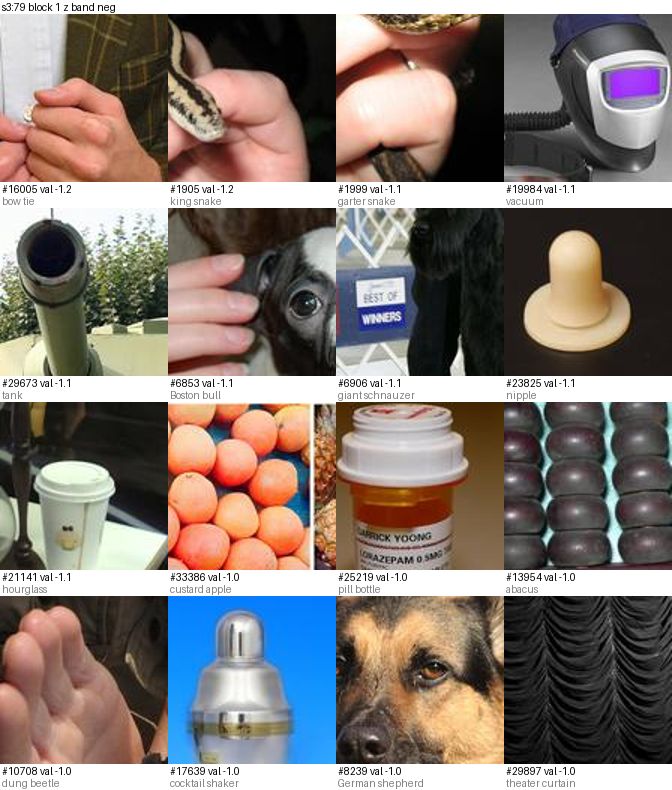 s3:79 block 1 z band neg
#16005 val -1.2
bow tie
#1905 val -1.2
king snake
#1999 val -1.1
garter snake
#19984 val -1.1
vacuum
BEST OF
WINNERS
#29673 val -1.1
tank
#6853 val -1.1
Boston bull
#6906 val -1.1
giant schnauzer
#23825 val -1.1
nipple
DARRICK YOONG
LORAZEPAM 0.5MG
#21141 val -1.1
hourglass
#33386 val -1.0
custard apple
#25219 val -1.0
pill bottle
#13954 val -1.0
abacus
#10708 val -1.0
dung beetle
#17639 val -1.0
cocktail shaker
#8239 val -1.0
German shepherd
#29897 val -1.0
theater curtain